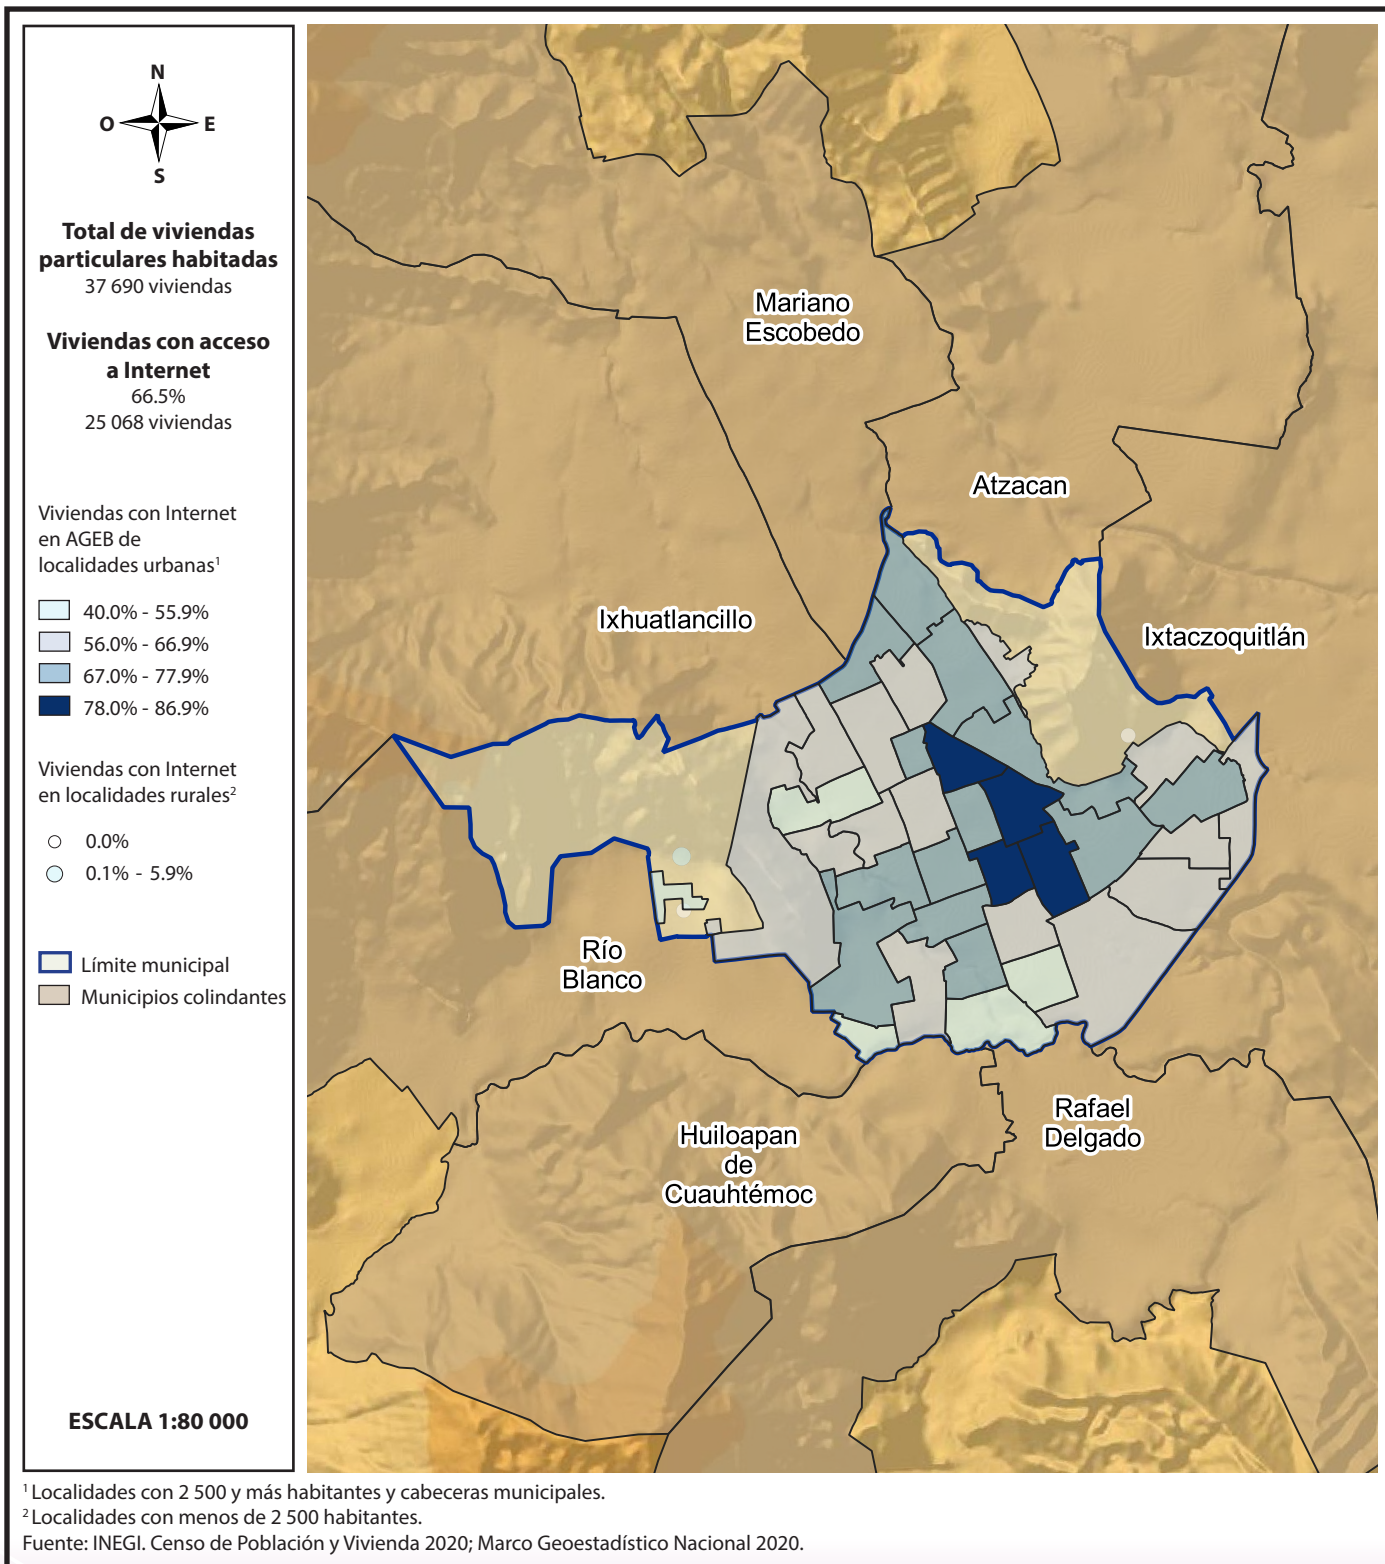 N
O E
S
Total de viviendas
particulares habitadas
37 690 viviendas
Viviendas con acceso
a Internet
66.5%
25 068 viviendas
Viviendas con Internet
en AGEB de
localidades urbanas¹
40.0% - 55.9%
56.0% - 66.9%
67.0% - 77.9%
78.0% - 86.9%
Viviendas con Internet
en localidades rurales²
0.0%
0.1% - 5.9%
Límite municipal
Municipios colindantes
ESCALA 1:80 000
Mariano
Escobedo
Atzacan
Ixhuatlancillo
Ixtaczoquitlán
Río
Blanco
Rafael
Delgado
Huiloapan
de
Cuauhtémoc
¹ Localidades con 2 500 y más habitantes y cabeceras municipales.
² Localidades con menos de 2 500 habitantes.
Fuente: INEGI. Censo de Población y Vivienda 2020; Marco Geoestadístico Nacional 2020.